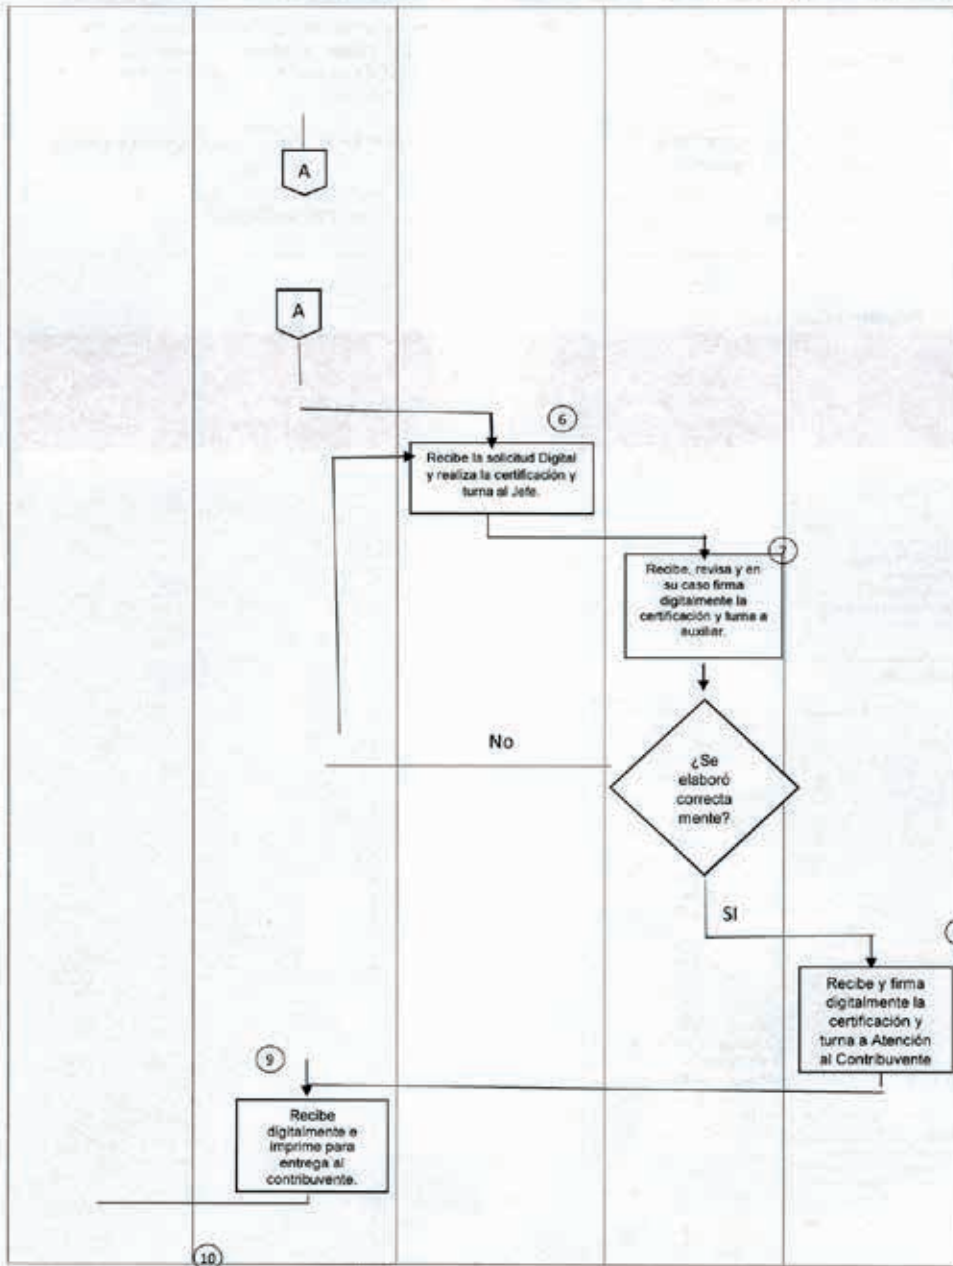 A
A
6
Recibe la solicitud Digital
y realiza la certificación y
turna al Jefe.
7
Recibe, revisa y en
su caso firma
digitalmente la
certificación y turna a
auxiliar.
No
¿Se
elaboró
correcta
mente?
SI
Recibe y firma
digitalmente la
certificación y
turna a Atención
al Contribuyente
9
Recibe
digitalmente e
imprime para
entrega al
contribuyente.
10